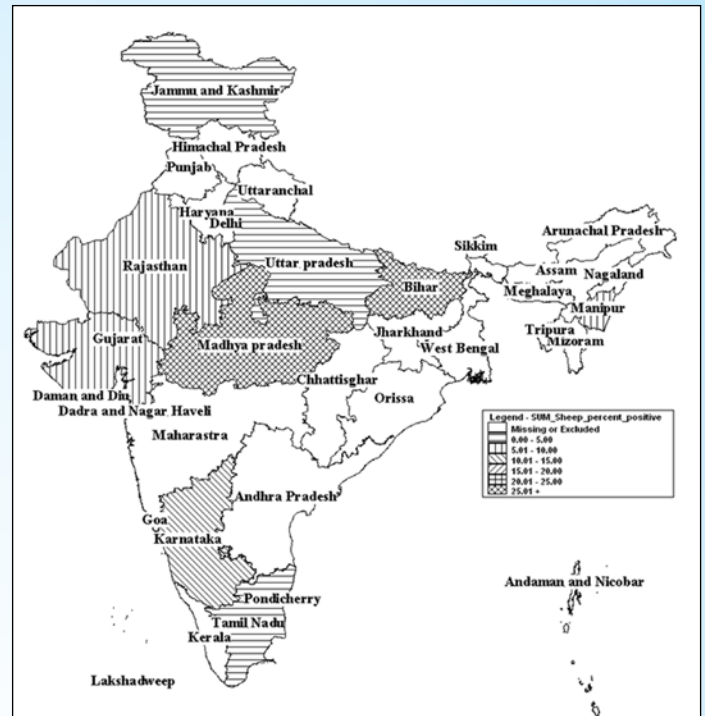 Jammu and Kashmir
Himachal Pradesh
Punjab
Uttaranchal
Haryana
Delhi
Sikkim
Arunachal Pradesh
Rajasthan
Uttar pradesh
Assam
Nagaland
Bihar
Meghalaya
Manipur
Gujarat
Madhya pradesh
Jharkhand
Tripura
West Bengal
Mizoram
Chhattisghar
Daman and Diu
Orissa
Dadra and Nagar Haveli
Maharastra
Legend - SUM_Sheep_percent_positive
Missing or Excluded
0.00 - 5.00
5.01 - 10.00
10.01 - 15.00
15.01 - 20.00
20.01 - 25.00
25.01 +
Andhra Pradesh
Goa
Karnataka
Andaman and Nicobar
Pondicherry
Tamil Nadu
Kerala
Lakshadweep